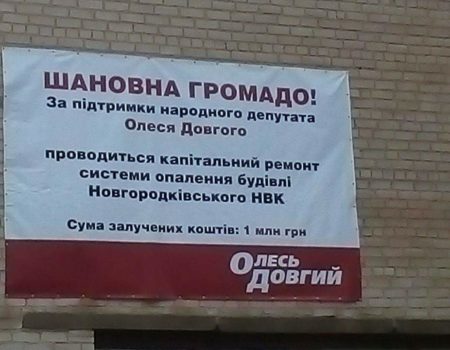 ШАНОВНА ГРОМАДО!
За підтримки народного депутата
Олеся Довгого
проводиться капітальний ремонт
системи опалення будівлі
Новгородківського НВК
Сума залучених коштів: 1 млн грн
Олесь
Довгий